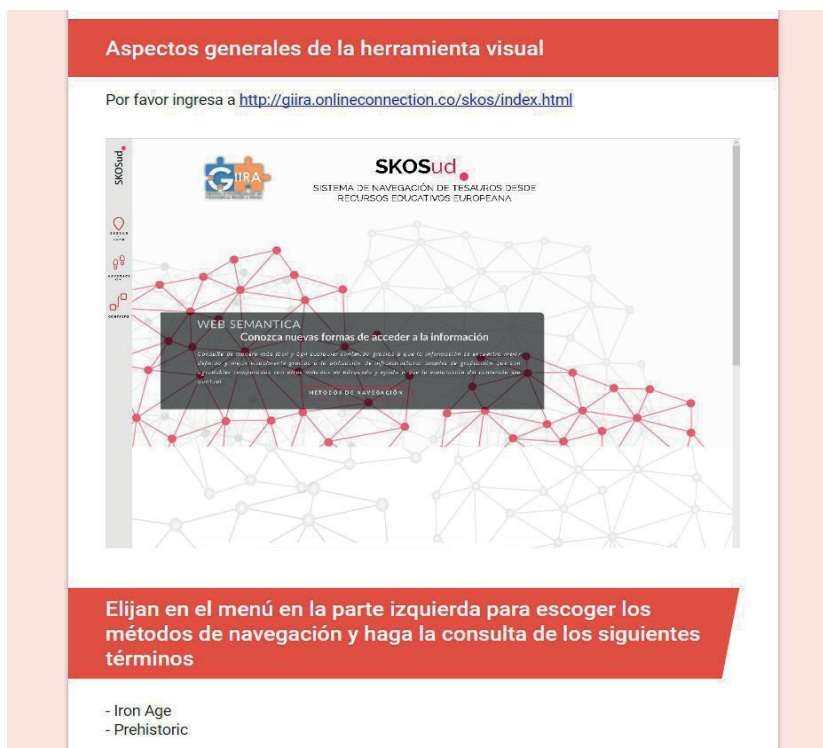 Aspectos generales de la herramienta visual
Por favor ingresa a http://giira.onlineconnection.co/skos/index.html
SKOSud
GIIRA
SKOSud
SISTEMA DE NAVEGACIÓN DE TESAUROS DESDE
RECURSOS EDUCATIVOS EUROPEANA
WEB SEMANTICA
Conozca nuevas formas de acceder a la información
METODOS DE NAVEGACIÓN
Elijan en el menú en la parte izquierda para escoger los
métodos de navegación y haga la consulta de los siguientes
términos
- Iron Age
- Prehistoric